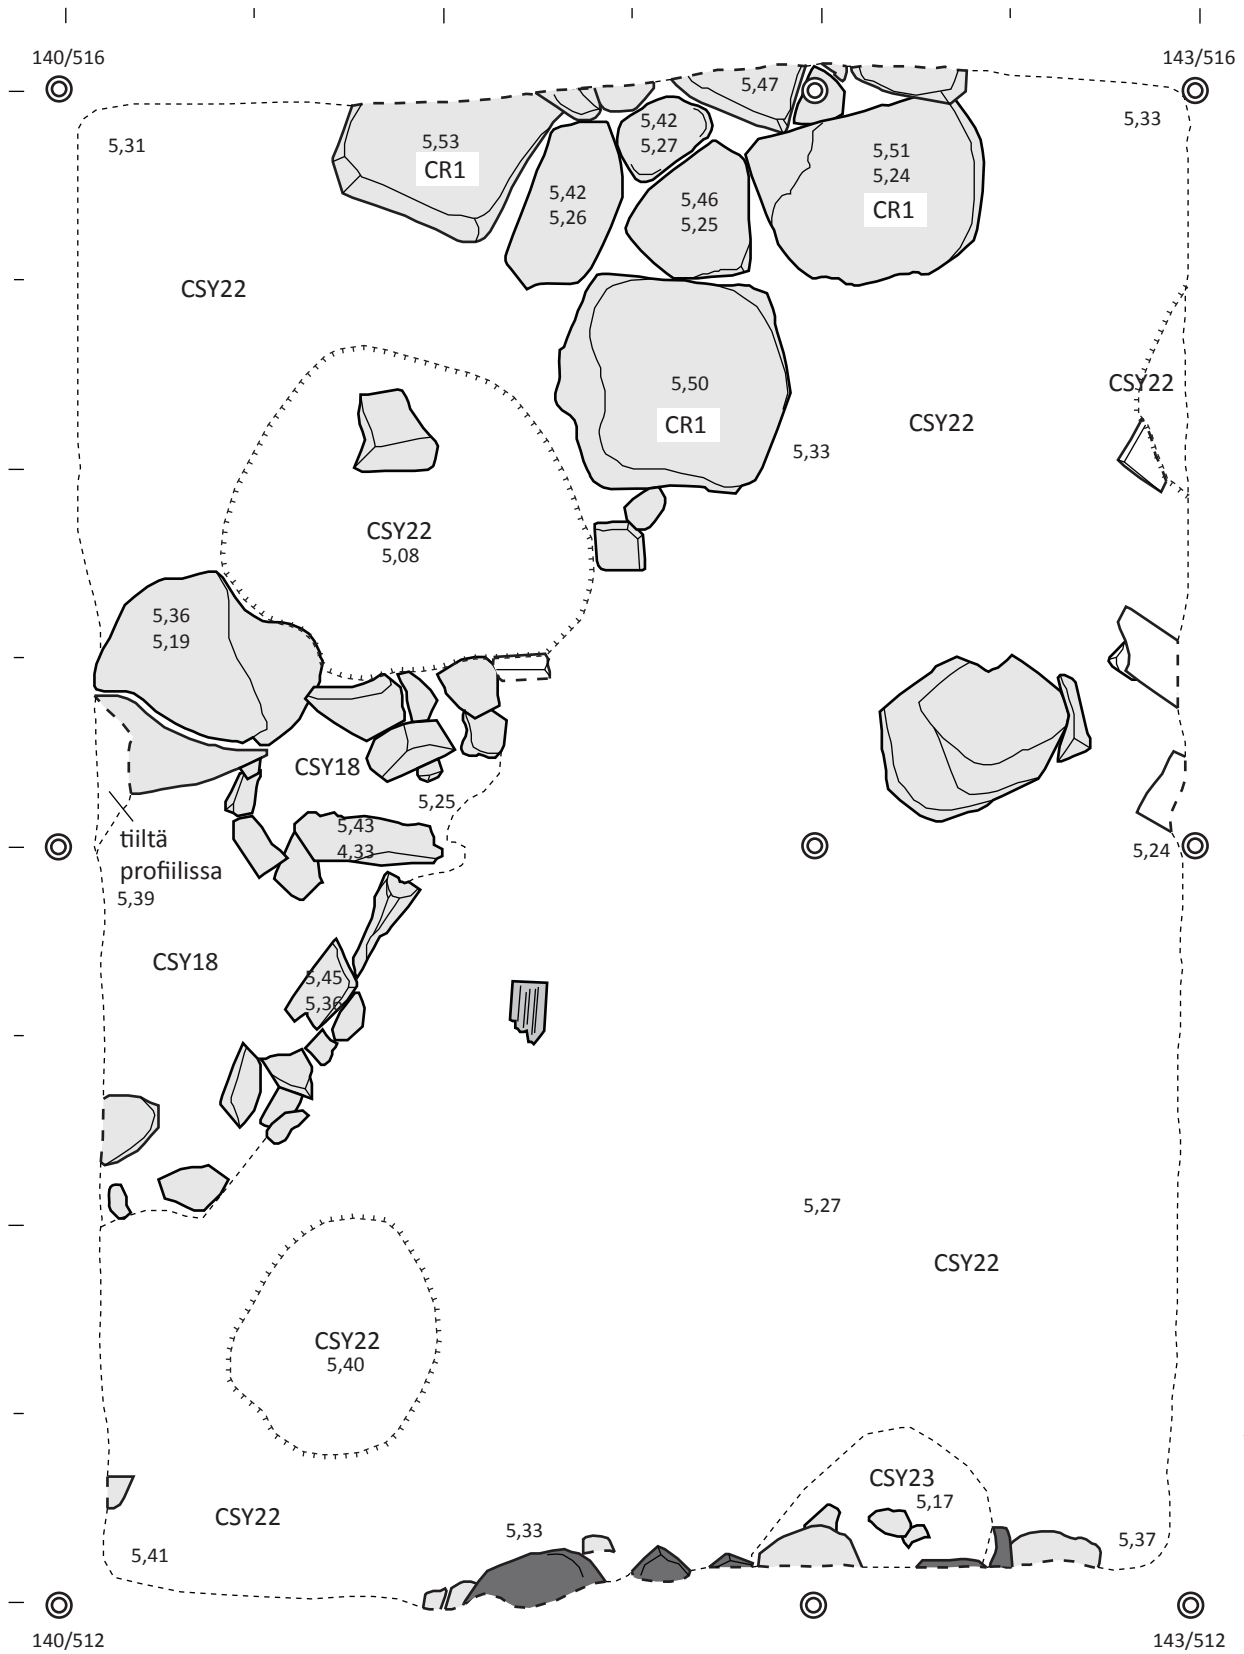 140/516
143/516
5,31
5,53
CR1
5,42
5,27
5,47
5,33
5,42
5,26
5,46
5,25
5,51
5,24
CR1
CSY22
5,50
CR1
CSY22
CSY22
5,33
CSY22
5,08
5,36
5,19
CSY18
5,25
5,43
4,33
tiiltä
profiilissa
5,39
5,24
CSY18
5,45
5,36
5,27
CSY22
CSY22
5,40
CSY23
5,17
CSY22
5,33
5,41
5,37
140/512
143/512